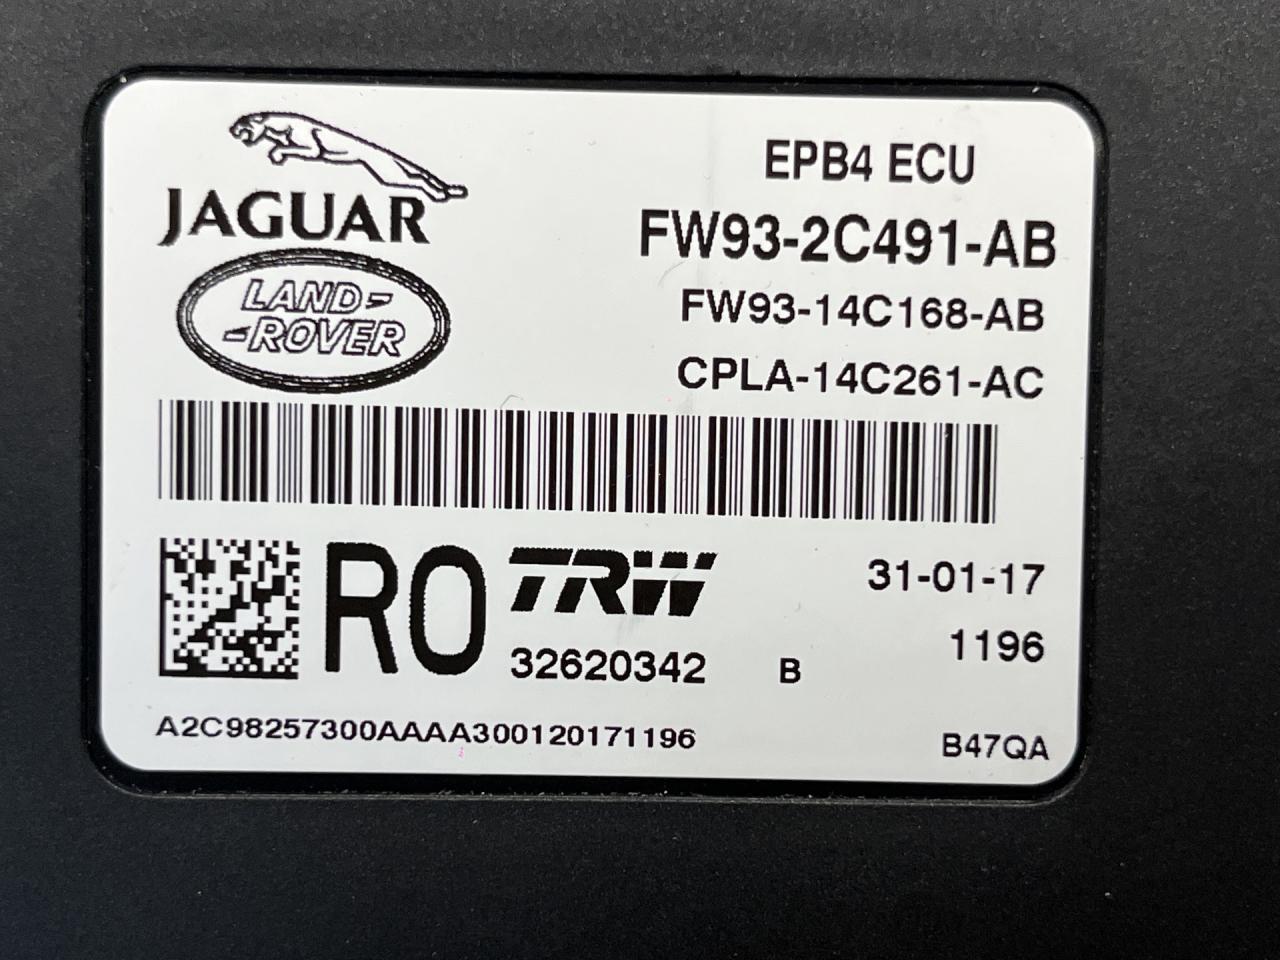 JAGUAR
LAND-
-ROVER
EPB4 ECU
FW93-2C491-AB
FW93-14C168-AB
CPLA-14C261-AC
RO
TRW
32620342 B
31-01-17
1196
A2C98257300AAAA300120171196
B47QA